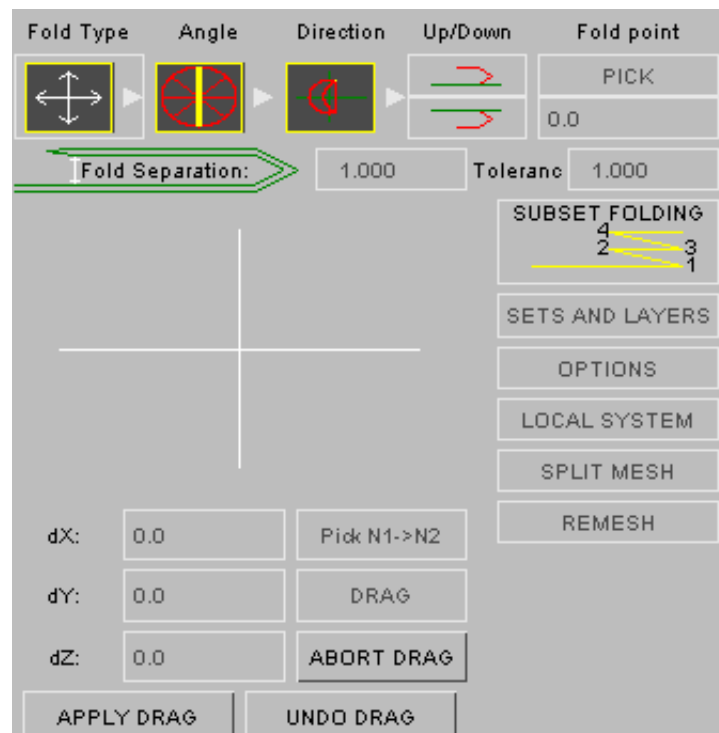 Fold Type Angle Direction Up/Down Fold point
PICK
0.0
Fold Separation: 1.000 Toleranc 1.000
SUBSET FOLDING
4
2 3
1
SETS AND LAYERS
OPTIONS
LOCAL SYSTEM
SPLIT MESH
REMESH
dX: 0.0 Pick N1->N2
dY: 0.0 DRAG
dZ: 0.0 ABORT DRAG
APPLY DRAG UNDO DRAG